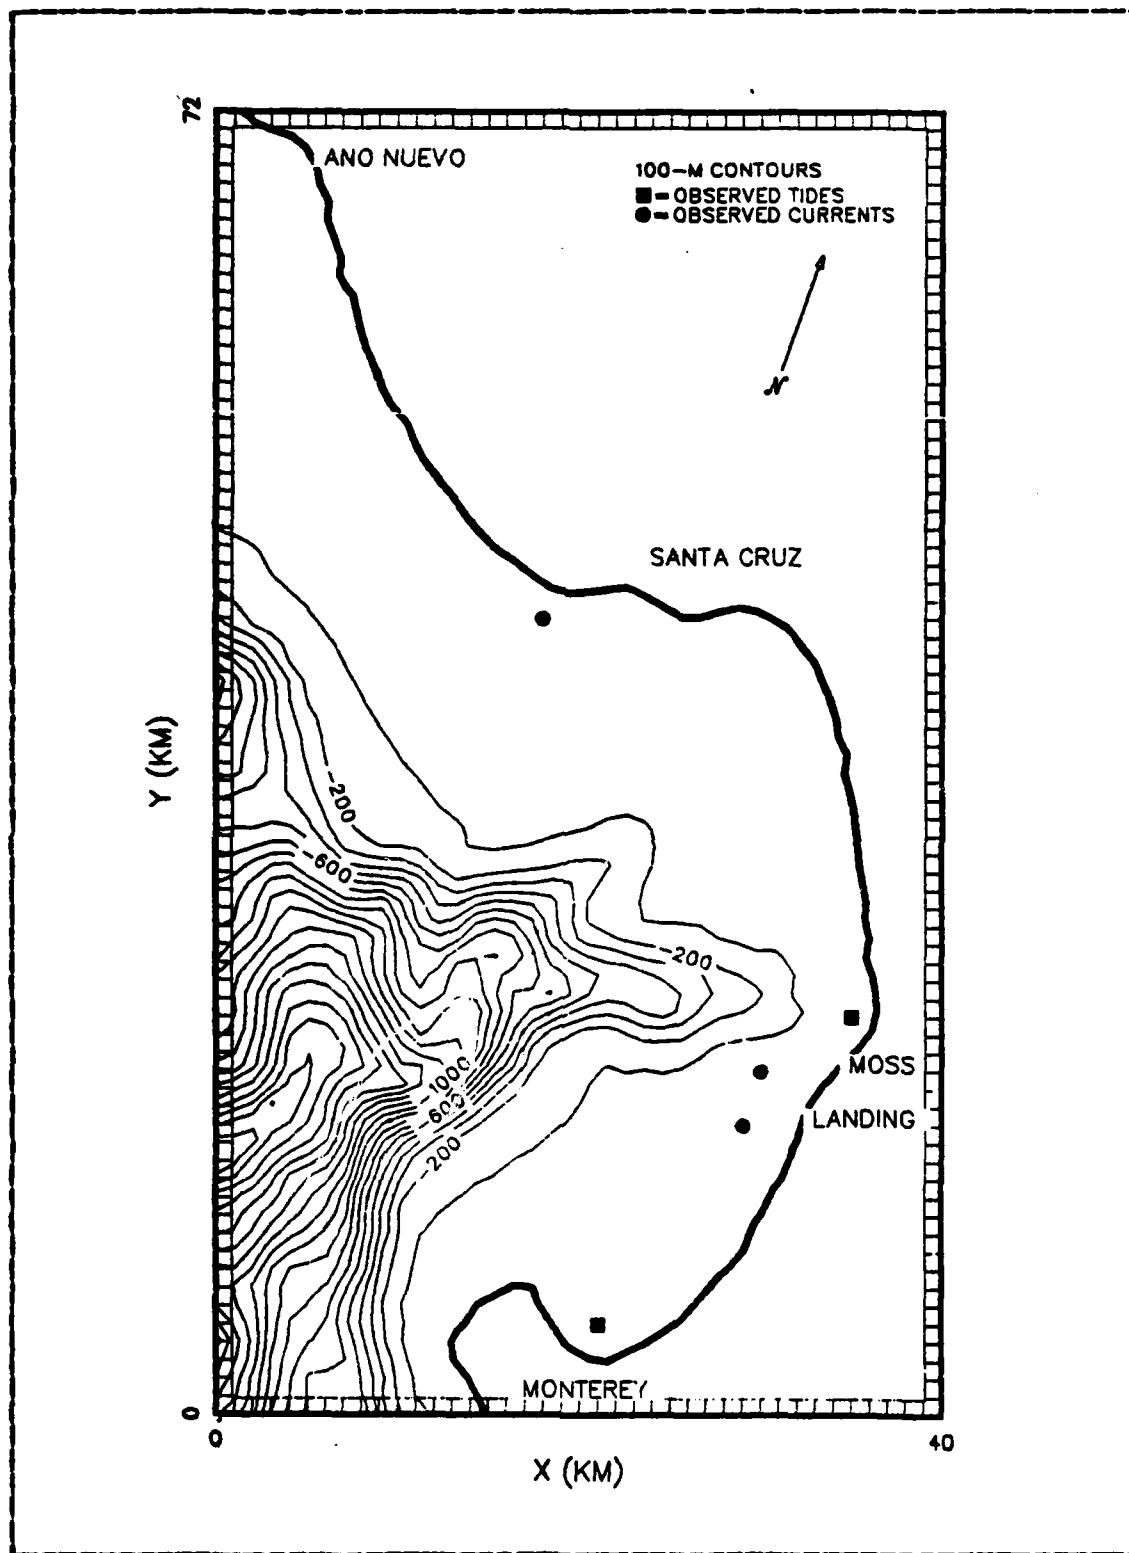 72
ANO NUEVO
100-M CONTOURS
■ - OBSERVED TIDES
● - OBSERVED CURRENTS
N
SANTA CRUZ
Y (KM)
-200
-600
-200
-1000
-600
-200
MOSS
LANDING
MONTEREY
0
0
40
X (KM)